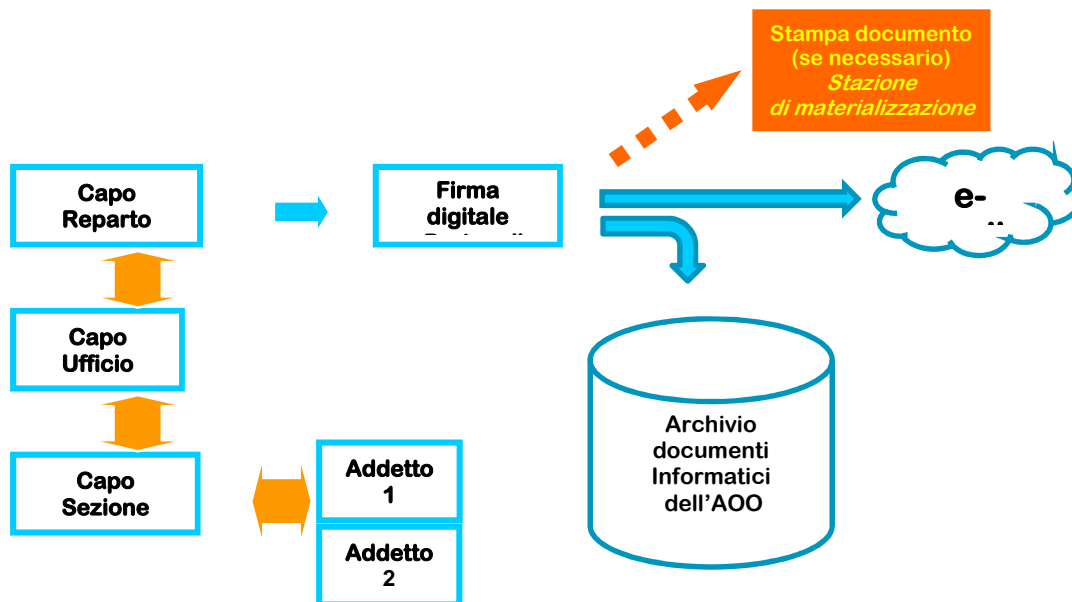 Stampa documento
(se necessario)
Stazione
di materializzazione
Capo
Reparto
Firma
digitale
e-
Capo
Ufficio
Capo
Sezione
Addetto
1
Addetto
2
Archivio
documenti
Informatici
dell’AOO